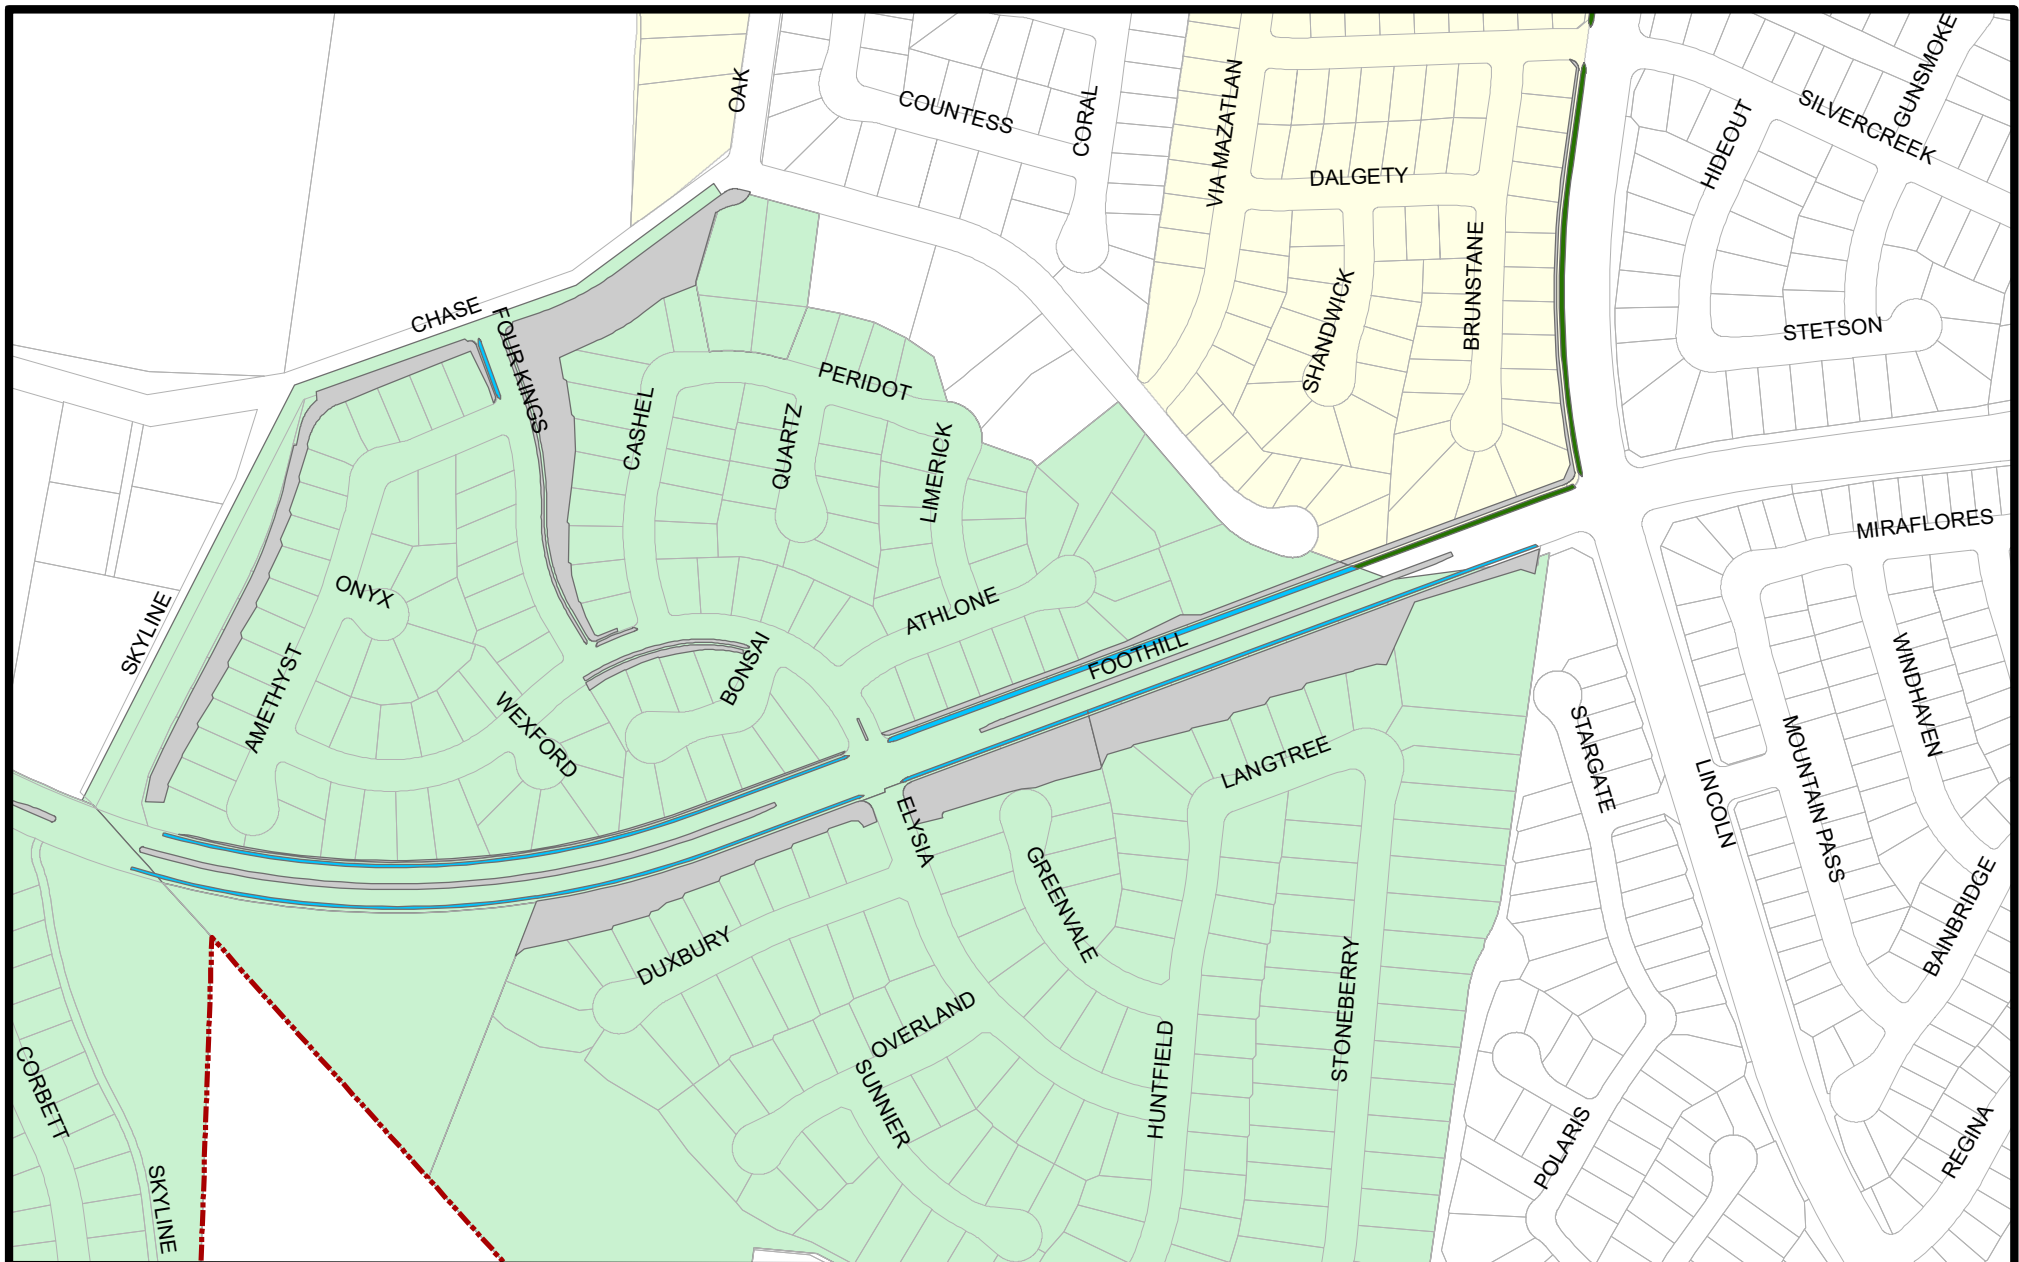 OAK
COUNTESS
CORAL
VIA MAZATLAN
DALGETY
GUNSMOKE
SILVERCREEK
HIDEOUT
CHASE
FOUR KINGS
SHANDWICK
BRUNSTANE
STETSON
PERIDOT
CASHEL
QUARTZ
LIMERICK
MIRAFLORES
ONYX
ATHLONE
SKYLINE
AMETHYST
BONSAI
FOOTHILL
WEXFORD
WINDHAVEN
STARGATE
LANGTREE
MOUNTAIN PASS
LINCOLN
ELYSIA
GREENVALE
DUXBURY
BAINBRIDGE
STONEBERRY
OVERLAND
SUNNIER
HUNTFIELD
CORBETT
POLARIS
REGINA
SKYLINE